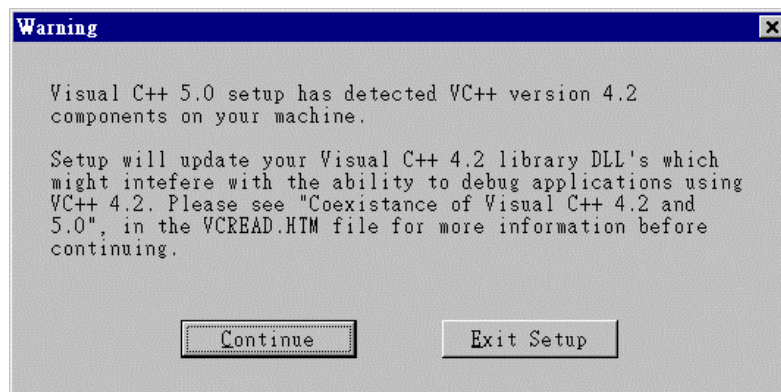 Warning
Visual C++ 5.0 setup has detected VC++ version 4.2
components on your machine.
Setup will update your Visual C++ 4.2 library DLL's which
might intefere with the ability to debug applications using
VC++ 4.2. Please see "Coexistance of Visual C++ 4.2 and
5.0", in the VCREAD.HTM file for more information before
continuing.
Continue
Exit Setup